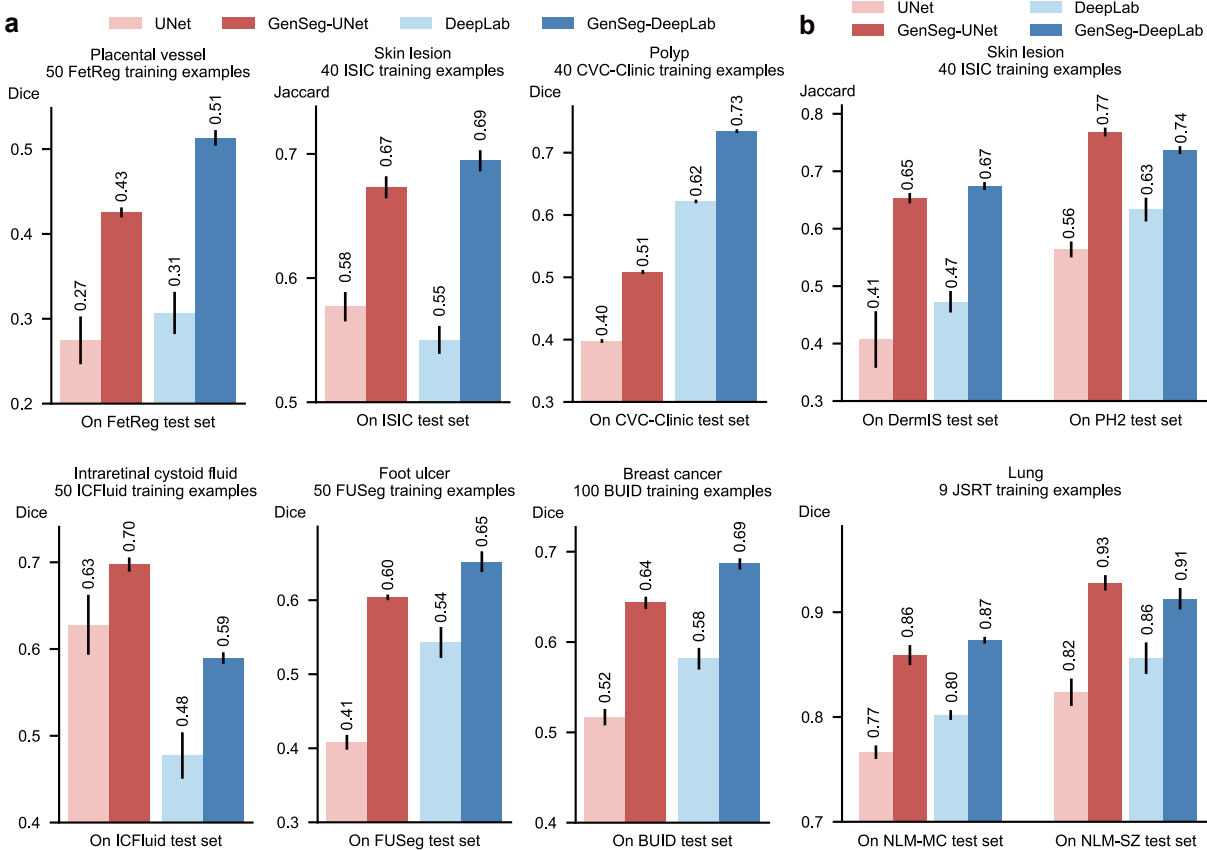 a
UNet
GenSeg-UNet
DeepLab
GenSeg-DeepLab
Placental vessel
50 FetReg training examples
Dice
0.5
0.4
0.3
0.2
0.27
0.43
0.31
0.51
On FetReg test set
Skin lesion
40 ISIC training examples
Jaccard
0.7
0.6
0.5
0.58
0.67
0.55
0.69
On ISIC test set
Polyp
40 CVC-Clinic training examples
Dice
0.7
0.6
0.5
0.4
0.3
0.40
0.51
0.62
0.73
On CVC-Clinic test set
Intraretinal cystoid fluid
50 ICFluid training examples
Dice
0.7
0.6
0.5
0.4
0.63
0.70
0.48
0.59
On ICFluid test set
Foot ulcer
50 FUSeg training examples
Dice
0.6
0.5
0.4
0.3
0.41
0.60
0.54
0.65
On FUSeg test set
Breast cancer
100 BUID training examples
Dice
0.7
0.6
0.5
0.4
0.52
0.64
0.58
0.69
On BUID test set
b
UNet
DeepLab
GenSeg-UNet
GenSeg-DeepLab
Skin lesion
40 ISIC training examples
Jaccard
0.8
0.7
0.6
0.5
0.4
0.3
0.41
0.65
0.47
0.67
0.56
0.77
0.63
0.74
On DermIS test set
On PH2 test set
Lung
9 JSRT training examples
Dice
0.9
0.8
0.7
0.77
0.86
0.80
0.87
0.82
0.93
0.86
0.91
On NLM-MC test set
On NLM-SZ test set